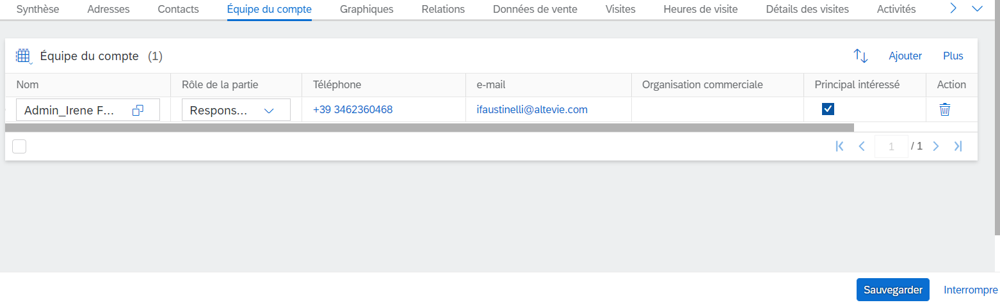 Synthèse Adresses Contacts Équipe du compte Graphiques Relations Données de vente Visites Heures de visite Détails des visites Activités
Équipe du compte (1) Ajouter Plus
Nom Rôle de la partie Téléphone e-mail Organisation commerciale Principal intéressé Action
Admin_Irene F... Respons... +39 3462360468 ifaustinelli@altevie.com
1 / 1
Sauvegarder Interrompre